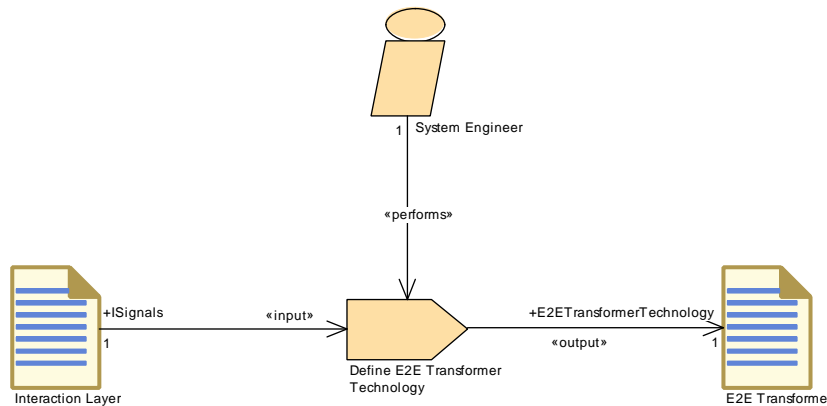 1 System Engineer
«performs»
+ISignals
«input»
1
+E2ETransformerTechnology
«output»
1
Define E2E Transformer
Technology
Interaction Layer
E2E Transforme